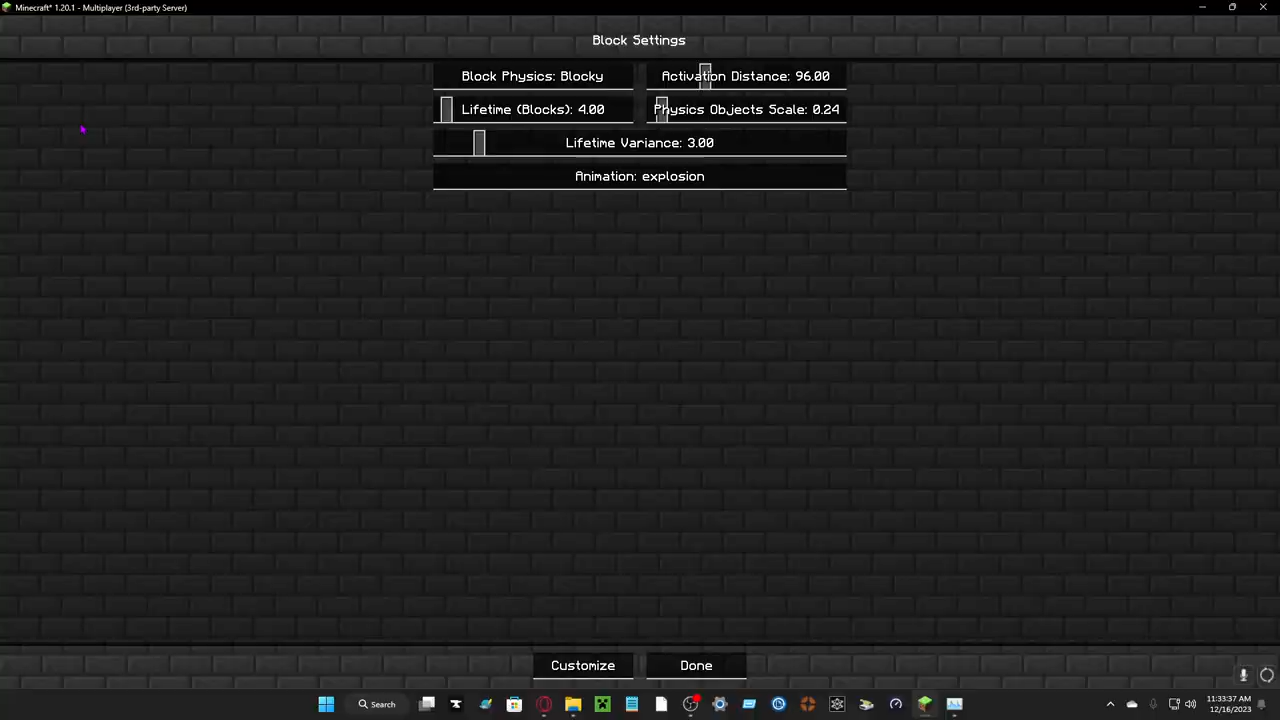 Minecraft* 1.20.1 - Multiplayer (3rd-party Server)
Block Settings
Block Physics: Blocky
Activation Distance: 96.00
Lifetime (Blocks): 4.00
Physics Objects Scale: 0.24
Lifetime Variance: 3.00
Animation: explosion
Customize
Done
Search
11:33:37 AM
12/16/2023